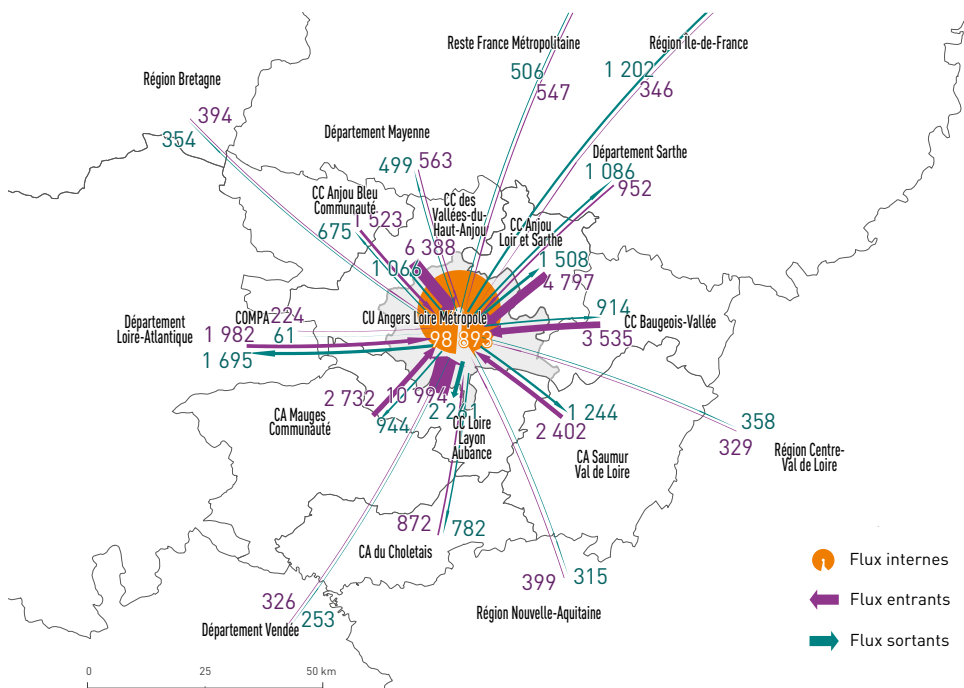 Reste France Métropolitaine
Région Île-de-France
506
547
1 202
346
Région Bretagne
394
354
Département Mayenne
499
563
Département Sarthe
1 086
952
CC Anjou Bleu
Communauté
1 523
675
CC des
Vallées-du-
Haut-Anjou
6 388
1 066
CC Anjou
Loir et Sarthe
1 508
4 797
COMPA
224
61
Département
Loire-Atlantique
1 982
1 695
CU Angers Loire Métropole
98 893
914
3 535
CC Baugeois-Vallée
2 732
944
CA Mauges
Communauté
10 994
CC Loire
Layon
Aubance
1 244
2 402
CA Saumur
Val de Loire
358
329
Région Centre-
Val de Loire
872
782
CA du Choletais
399
315
Région Nouvelle-Aquitaine
326
253
Département Vendée
Flux internes
Flux entrants
Flux sortants
0 25 50 km